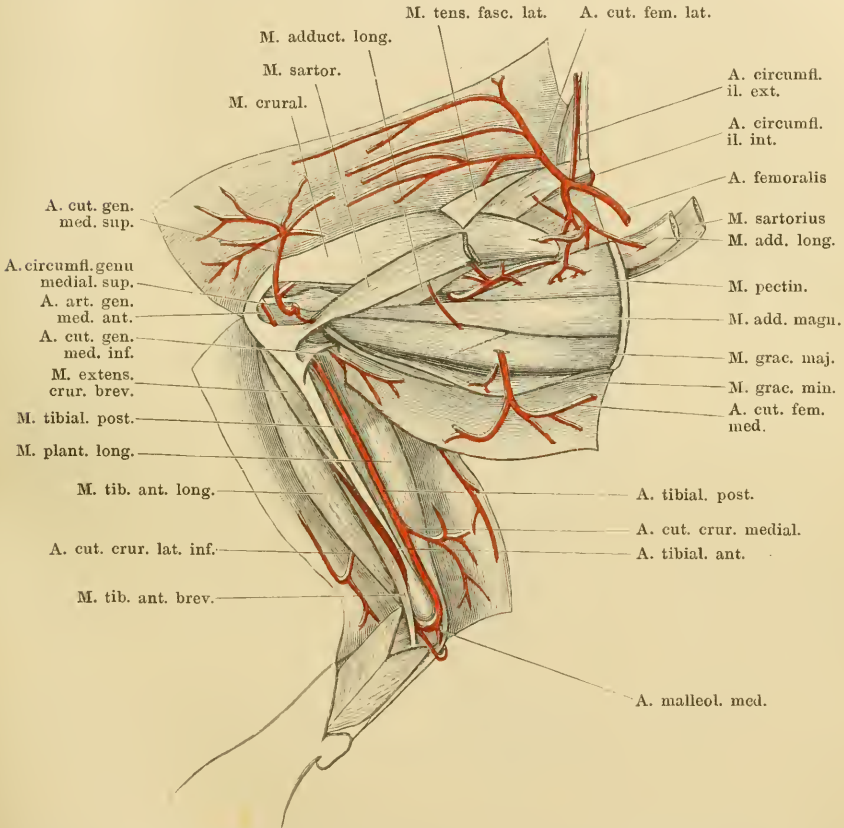 M. tens. fasc. lat.
A. cut. fem. lat.
M. adduct. long.
M. sartor.
M. crural.
A. circumfl.
il. ext.
A. circumfl.
il. int.
A. femoralis
M. sartorius
M. add. long.
M. pectin.
M. add. magn.
M. grac. maj.
M. grac. min.
A. cut. fem.
med.
A. cut. gen.
med. sup.
A. circumfl. genu
medial. sup.
A. art. gen.
med. ant.
A. cut. gen.
med. inf.
M. extens.
crur. brev.
M. tibial. post.
M. plant. long.
M. tib. ant. long.
A. cut. crur. lat. inf.
M. tib. ant. brev.
A. tibial. post.
A. cut. crur. medial.
A. tibial. ant.
A. malleol. med.